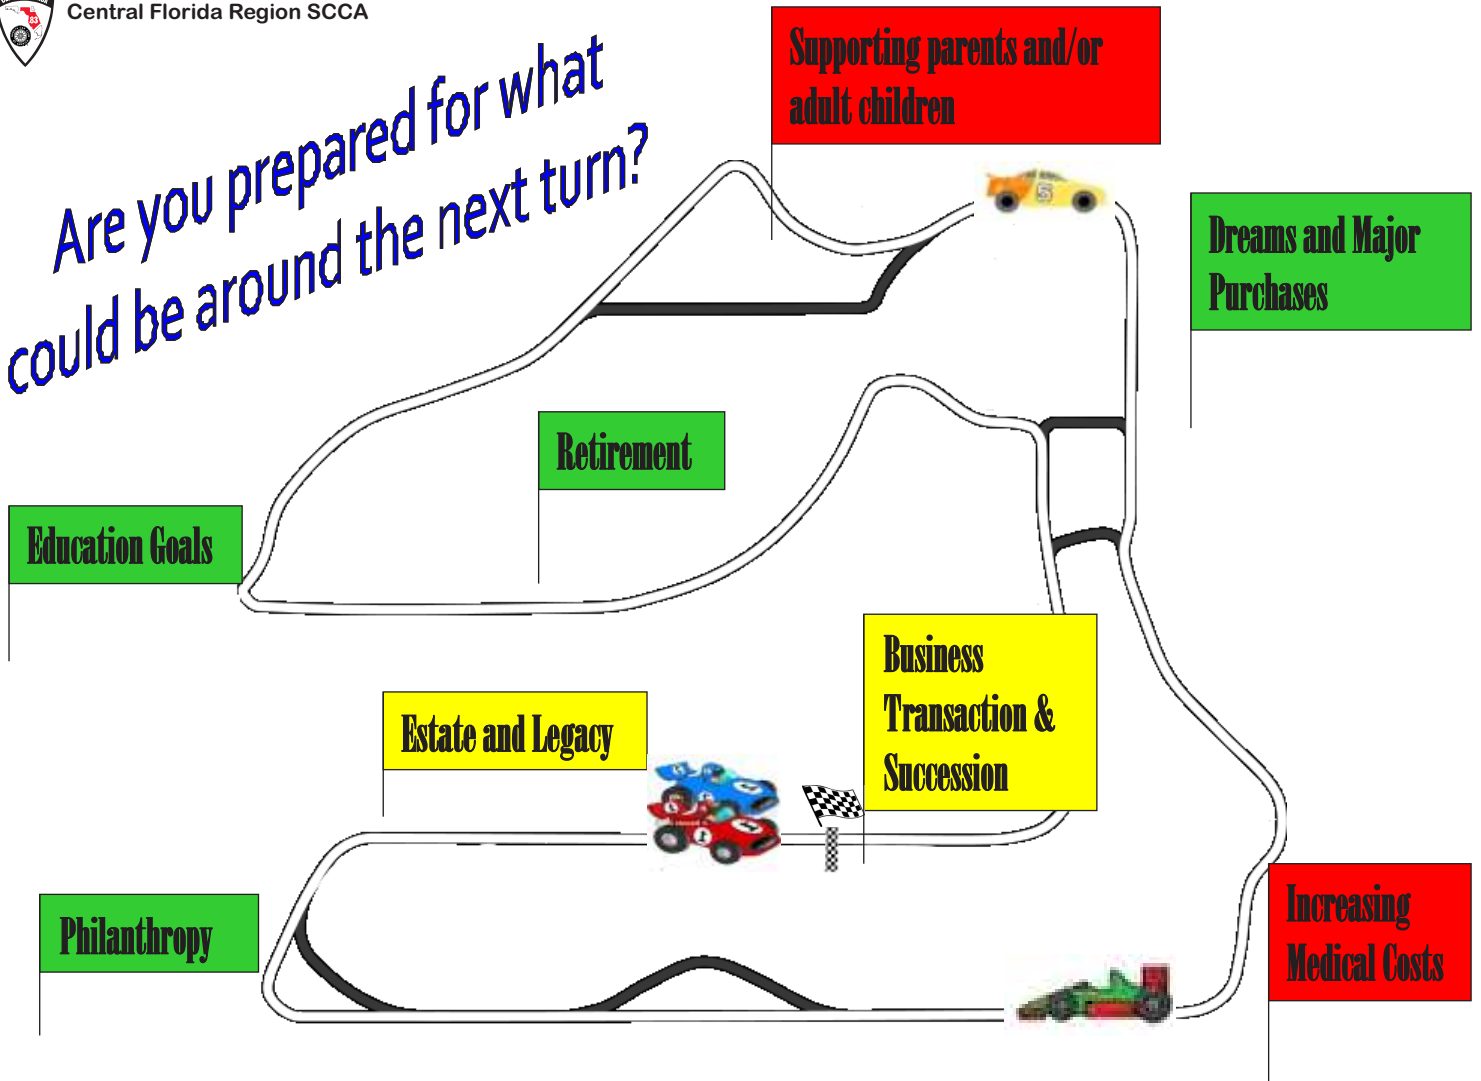 Central Florida Region SCCA
83
Are you prepared for what
could be around the next turn?
Supporting parents and/or
adult children
5
Dreams and Major
Purchases
Retirement
Education Goals
Business
Transaction &
Succession
Estate and Legacy
Philanthropy
Increasing
Medical Costs